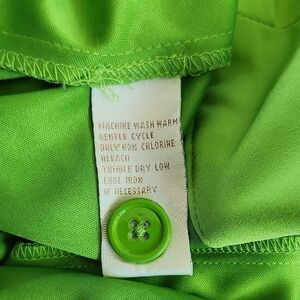 MACHINE WASH WARM
GENTLE CYCLE
ONLY NON CHLORINE
BLEACH
TUMBLE DRY LOW
COOL IRON
IF NECESSARY